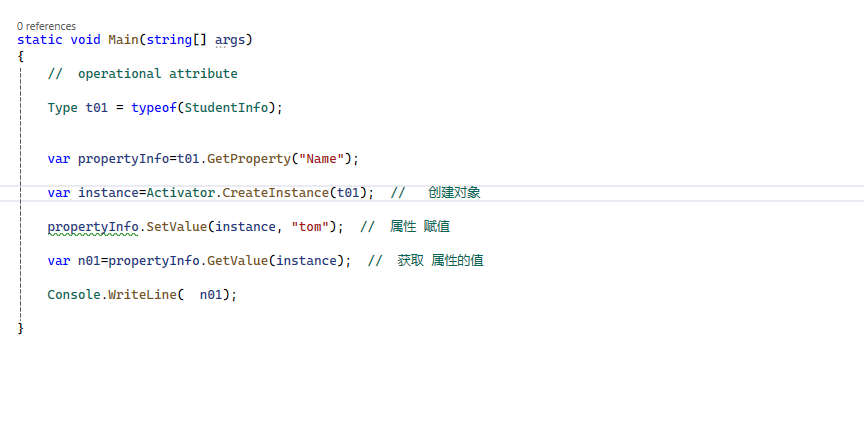 0 references
static void Main(string[] args)
{
//  operational attribute
Type t01 = typeof(StudentInfo);
var propertyInfo=t01.GetProperty("Name");
var instance=Activator.CreateInstance(t01);  //   创建对象
propertyInfo.SetValue(instance, "tom");  //  属性 赋值
var n01=propertyInfo.GetValue(instance);  //  获取 属性的值
Console.WriteLine(  n01);
}